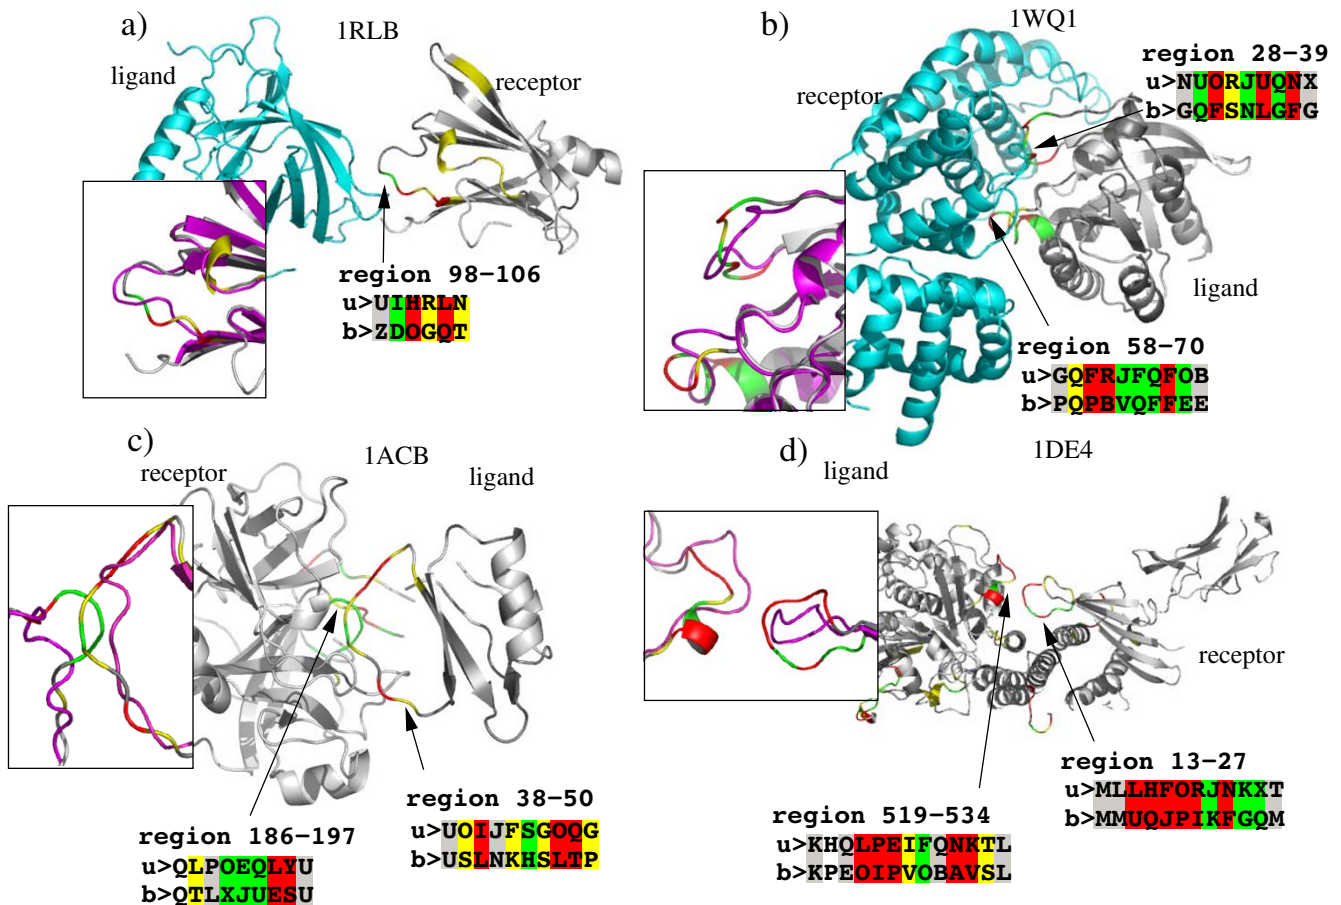 a)
1RLB
ligand
receptor
region 98-106
u>UIHRLN
b>ZDOGQT
b)
1WQ1
receptor
region 28-39
u>NUORJUQNX
b>GQFSNLGFG
ligand
region 58-70
u>GQFRJFQFOB
b>PQPBVQFFEE
c)
1ACB
receptor
ligand
region 38-50
u>UOIJFSGOQG
b>USLNKHSLTP
region 186-197
u>QLPOEQLYU
b>QTLXJUESU
d)
1DE4
ligand
receptor
region 13-27
u>MLLHFORJNKXT
b>MMUQJPIKFGQM
region 519-534
u>KHQLPEIFQNKTL
b>KPEOIPVOBAVSL